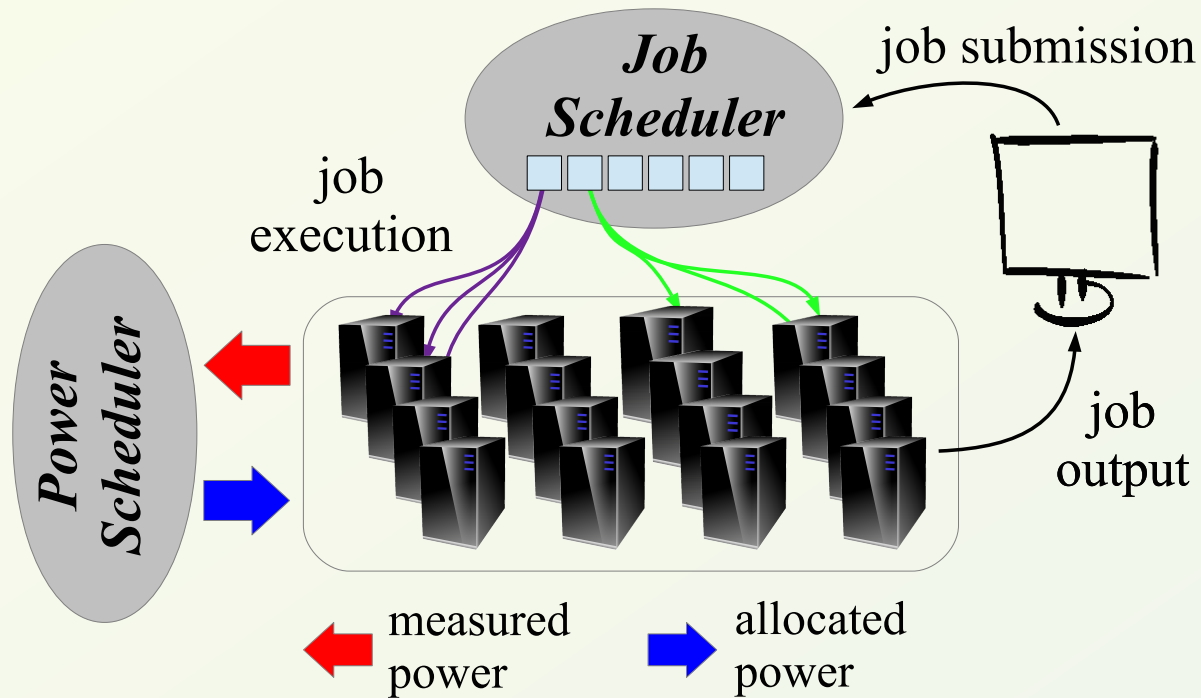 Job
Scheduler
job submission
job
execution
Power
Scheduler
job
output
measured
power
allocated
power